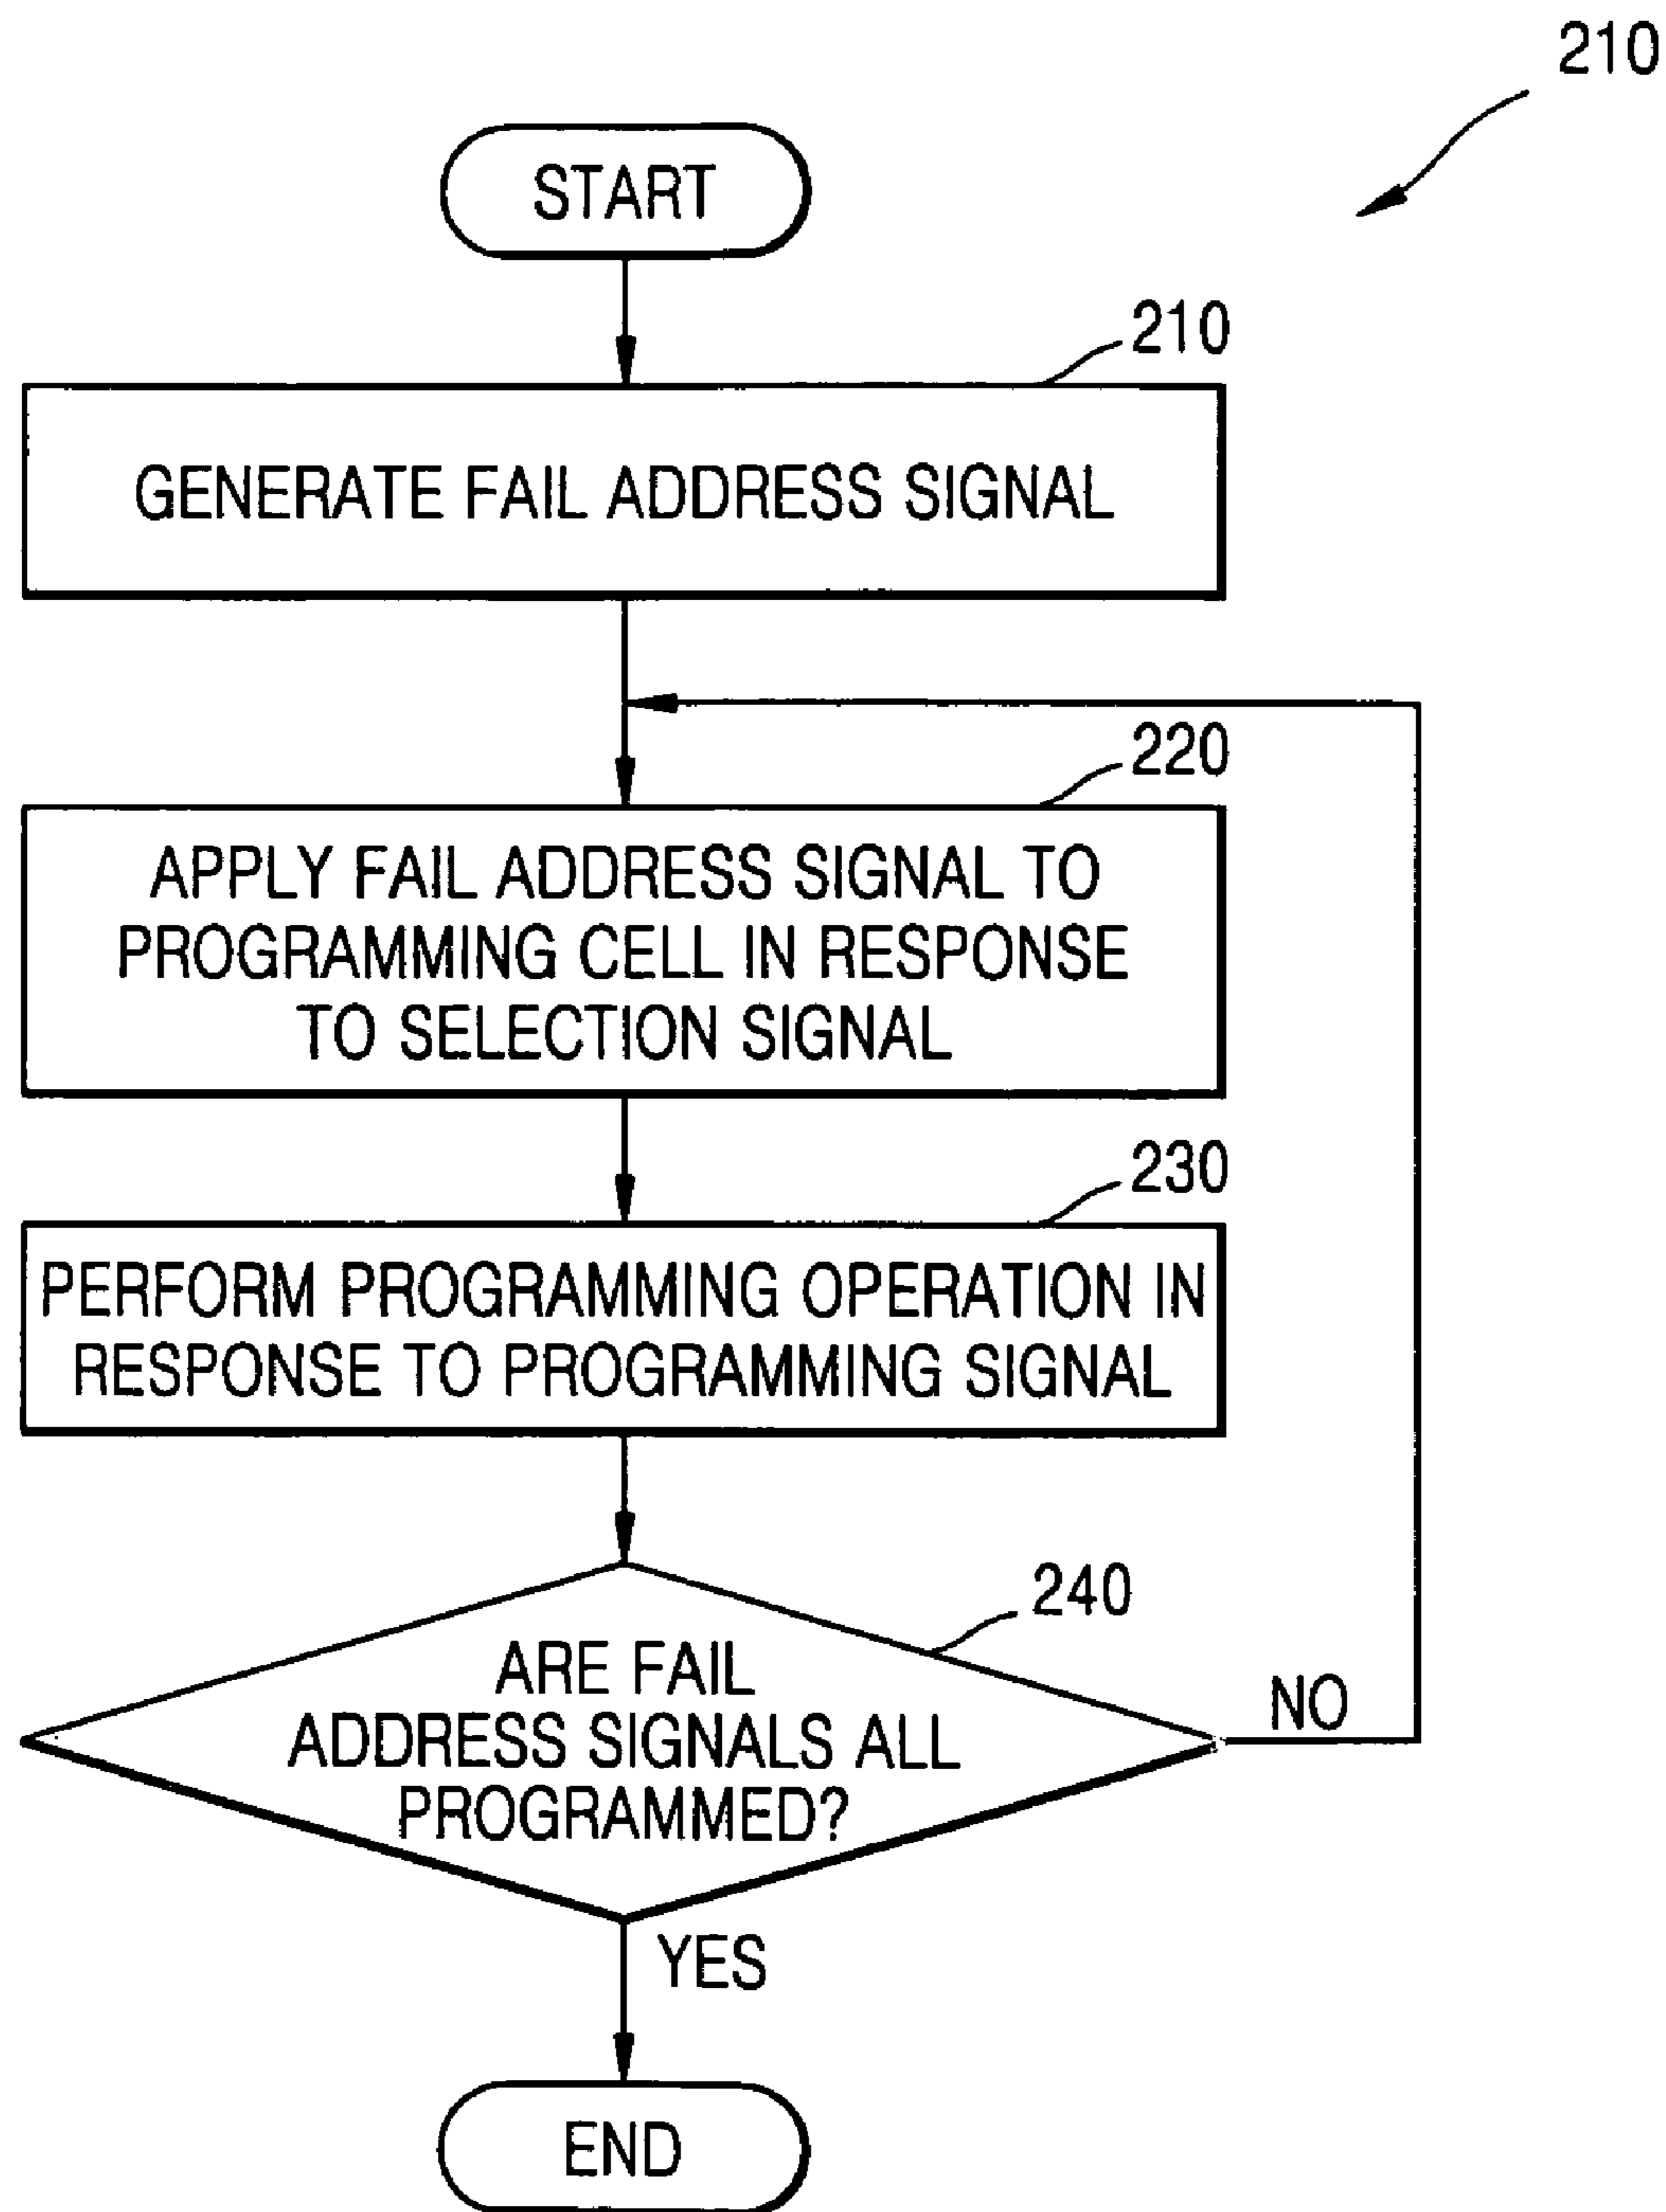 210
START
210
GENERATE FAIL ADDRESS SIGNAL
220
APPLY FAIL ADDRESS SIGNAL TO
PROGRAMMING CELL IN RESPONSE
TO SELECTION SIGNAL
230
PERFORM PROGRAMMING OPERATION IN
RESPONSE TO PROGRAMMING SIGNAL
240
ARE FAIL
ADDRESS SIGNALS ALL
PROGRAMMED?
NO
YES
END